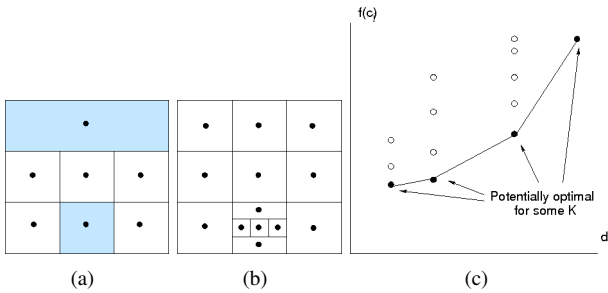 f(c)
Potentially optimal
for some K
d
(a)
(b)
(c)